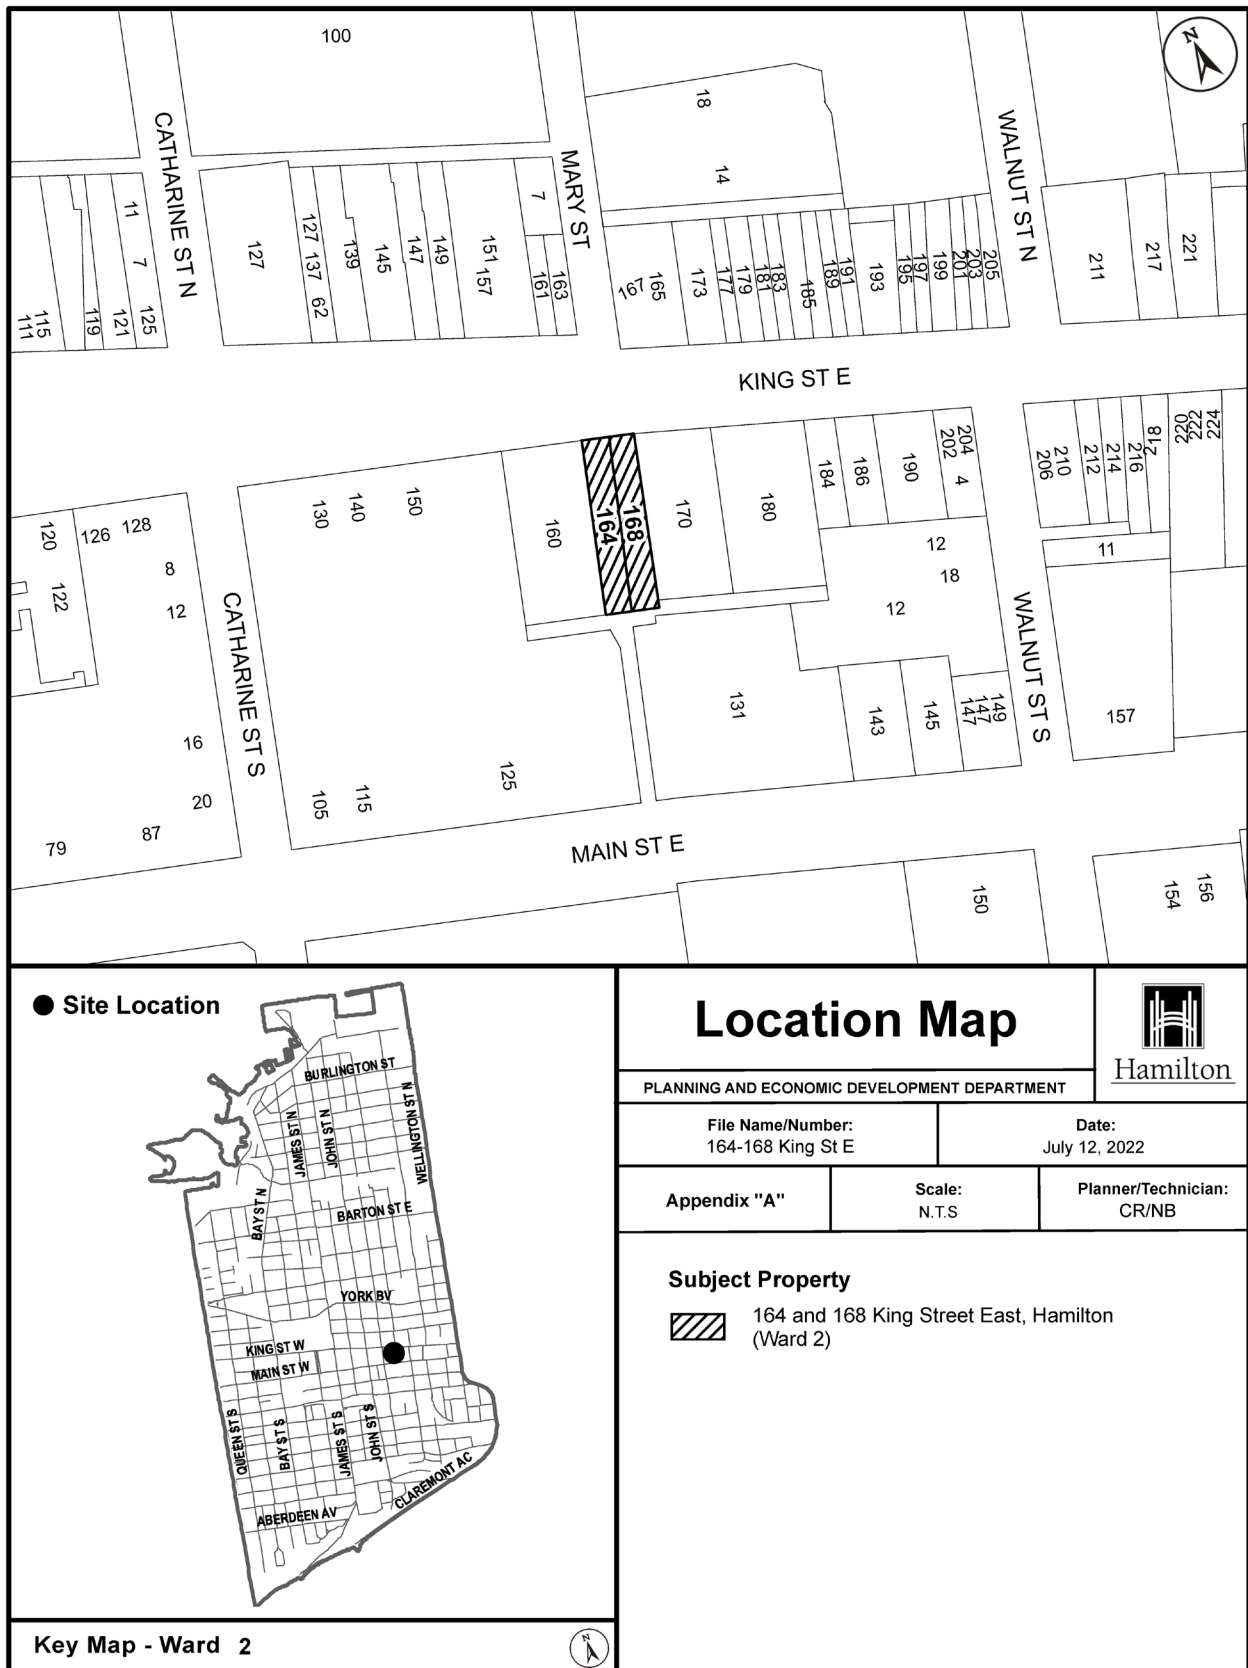 100
N
18
14
CATHARINE ST N
MARY ST
WALNUT ST N
111
115
119
121
11
7
125
127
127
137
62
139
145
147
149
151
157
7
161
163
167
165
173
177
179
181
183
185
189
191
193
195
197
199
201
203
205
211
217
221
KING ST E
120
122
126
128
8
12
16
20
79
87
CATHARINE ST S
130
140
150
160
164
168
170
180
184
186
190
202
204
4
12
18
12
206
210
212
214
216
218
220
222
224
11
WALNUT ST S
105
115
125
131
143
145
147
147
149
157
MAIN ST E
150
154
156
Site Location
BURLINGTON ST
JAMES ST N
JOHN ST N
WELLINGTON ST N
BAY ST N
BARTON ST E
YORK BV
KING ST W
MAIN ST W
QUEEN ST S
BAY ST S
JAMES ST S
JOHN ST S
CLAREMONT AC
ABERDEEN AV
Key Map - Ward 2
N
Location Map
Hamilton
PLANNING AND ECONOMIC DEVELOPMENT DEPARTMENT
File Name/Number:
164-168 King St E
Date:
July 12, 2022
Appendix "A"
Scale:
N.T.S
Planner/Technician:
CR/NB
Subject Property
164 and 168 King Street East, Hamilton
(Ward 2)